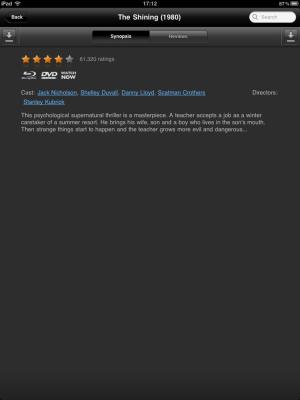 iPad 17:12 87%
Back The Shining (1980) Search
Synopsis Reviews
61,320 ratings
Blu-ray DVD WATCH NOW
Cast: Jack Nicholson, Shelley Duvall, Danny Lloyd, Scatman Crothers Directors:
Stanley Kubrick
This psychological supernatural thriller is a masterpiece. A teacher accepts a job as a winter
caretaker of a summer resort. He brings his wife, son and a boy who lives in the son's mouth.
Then strange things start to happen and the teacher grows more evil and dangerous...